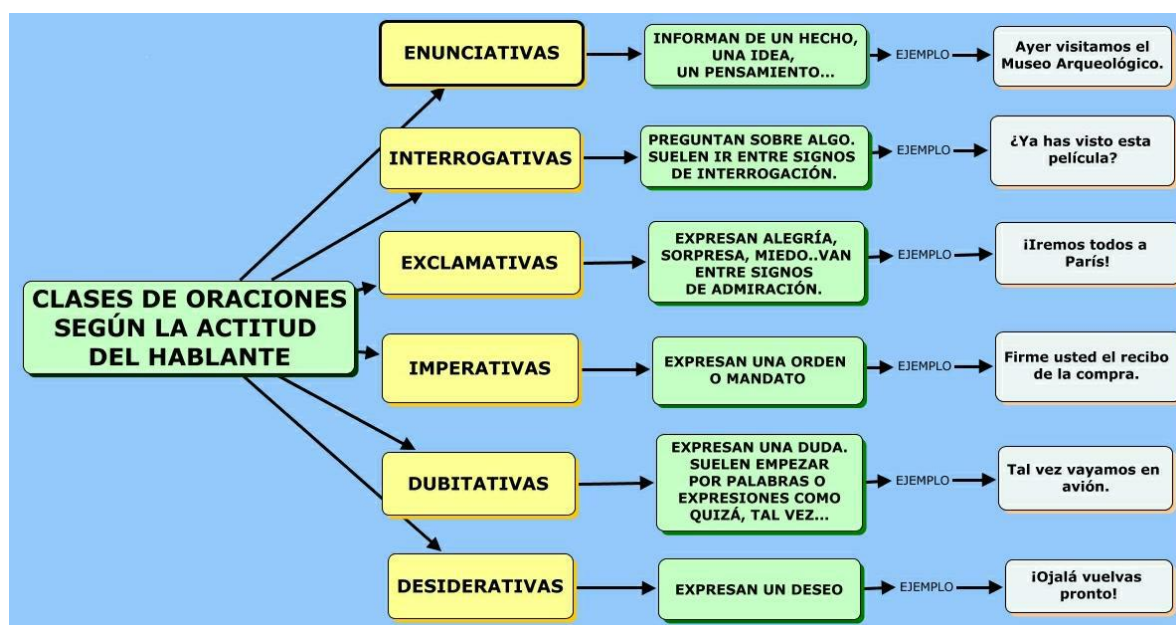 CLASES DE ORACIONES
SEGÚN LA ACTITUD
DEL HABLANTE
ENUNCIATIVAS
INFORMAN DE UN HECHO,
UNA IDEA,
UN PENSAMIENTO...
EJEMPLO
Ayer visitamos el
Museo Arqueológico.
INTERROGATIVAS
PREGUNTAN SOBRE ALGO.
SUELEN IR ENTRE SIGNOS
DE INTERROGACIÓN.
EJEMPLO
¿Ya has visto esta
película?
EXCLAMATIVAS
EXPRESAN ALEGRÍA,
SORPRESA, MIEDO..VAN
ENTRE SIGNOS
DE ADMIRACIÓN.
EJEMPLO
¡Iremos todos a
París!
IMPERATIVAS
EXPRESAN UNA ORDEN
O MANDATO
EJEMPLO
Firme usted el recibo
de la compra.
DUBITATIVAS
EXPRESAN UNA DUDA.
SUELEN EMPEZAR
POR PALABRAS O
EXPRESIONES COMO
QUIZÁ, TAL VEZ...
EJEMPLO
Tal vez vayamos en
avión.
DESIDERATIVAS
EXPRESAN UN DESEO
EJEMPLO
¡Ojalá vuelvas
pronto!